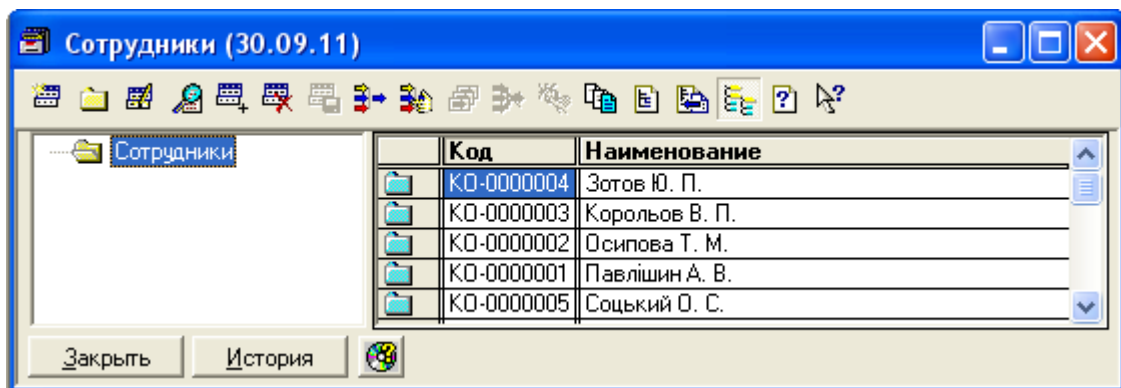 Сотрудники (30.09.11)
Сотрудники
Код Наименование
КО-0000004 Зотов Ю. П.
КО-0000003 Корольов В. П.
КО-0000002 Осипова Т. М.
КО-0000001 Павлішин А. В.
КО-0000005 Соцький О. С.
Закрыть История